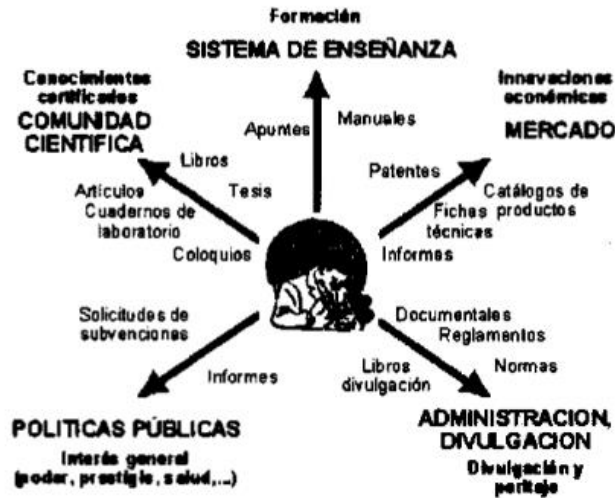 Formación
SISTEMA DE ENSEÑANZA
Conocimientos
certificados
COMUNIDAD
CIENTIFICA
Innovaciones
económicas
MERCADO
Apuntes
Manuales
Libros
Tesis
Artículos
Cuadernos de
laboratorio
Coloquios
Patentes
Catálogos de
productos
Fichas
técnicas
Informes
Solicitudes de
subvenciones
Informes
Documentales
Reglamentos
Libros
divulgación
Normas
POLITICAS PÚBLICAS
Interés general
(poder, prestigio, salud,...)
ADMINISTRACION,
DIVULGACION
Divulgación y
peritaje